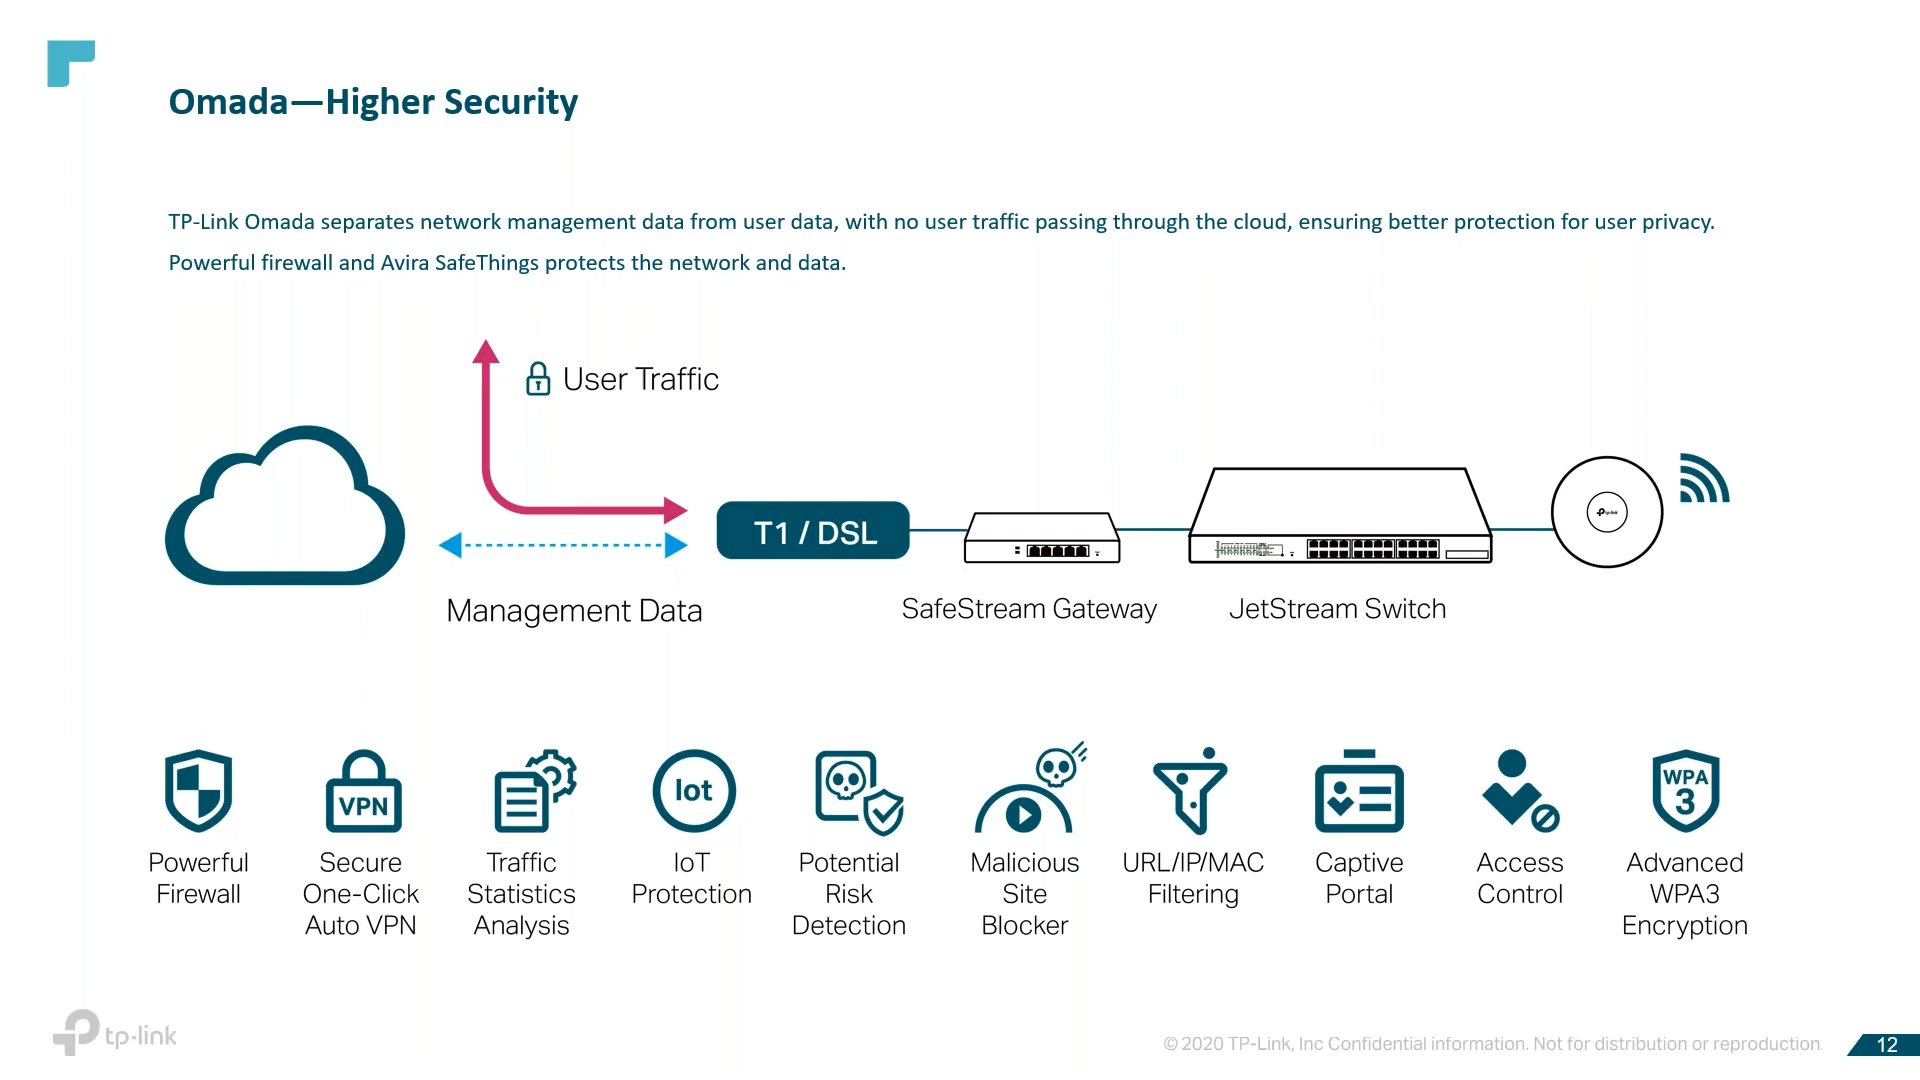 Omada—Higher Security
TP-Link Omada separates network management data from user data, with no user traffic passing through the cloud, ensuring better protection for user privacy.
Powerful firewall and Avira SafeThings protects the network and data.
User Traffic
T1 / DSL
tp-link
Management Data
SafeStream Gateway
JetStream Switch
VPN
Iot
WPA
3
Powerful
Firewall
Secure
One-Click
Auto VPN
Traffic
Statistics
Analysis
IoT
Protection
Potential
Risk
Detection
Malicious
Site
Blocker
URL/IP/MAC
Filtering
Captive
Portal
Access
Control
Advanced
WPA3
Encryption
tp-link
© 2020 TP-Link, Inc Confidential information. Not for distribution or reproduction.
12